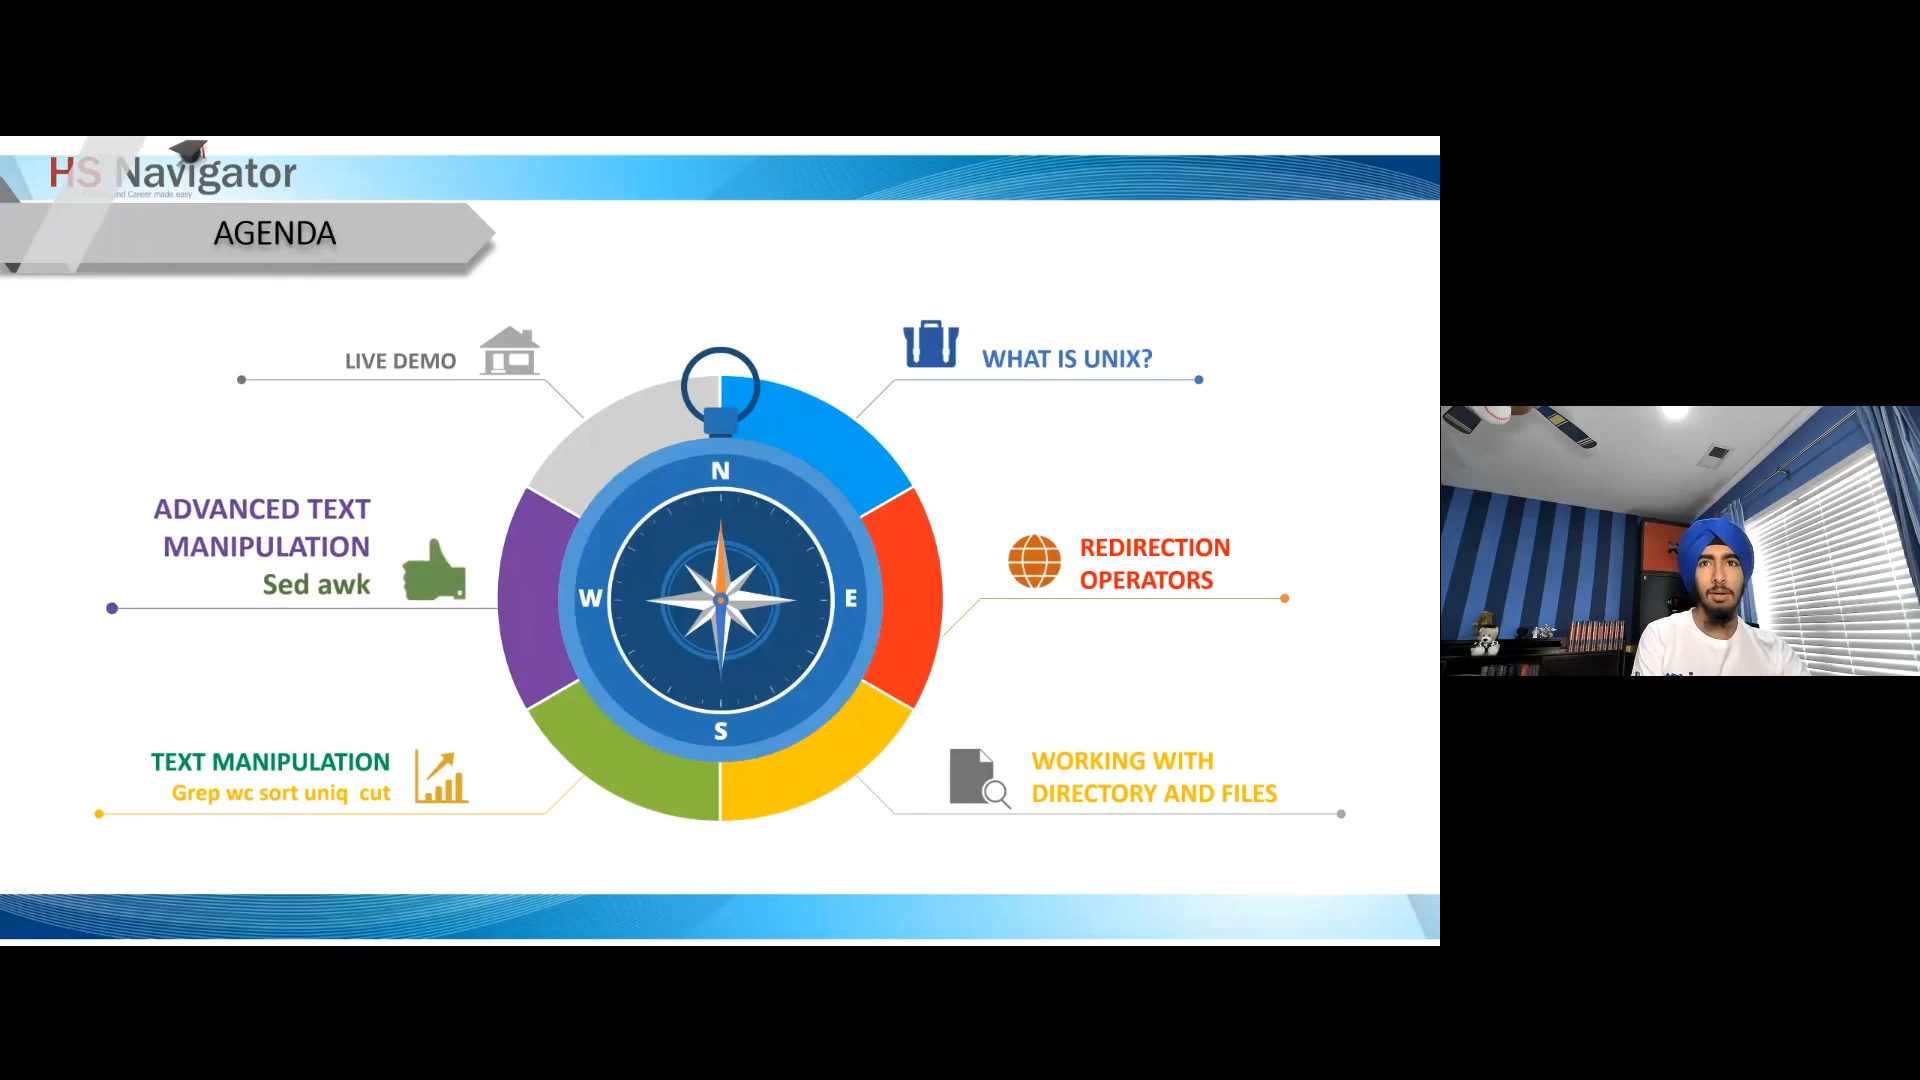 HS Navigator
and Career made easy
AGENDA
LIVE DEMO
WHAT IS UNIX?
ADVANCED TEXT
MANIPULATION
Sed awk
REDIRECTION
OPERATORS
TEXT MANIPULATION
Grep wc sort uniq cut
WORKING WITH
DIRECTORY AND FILES
N
W
E
S